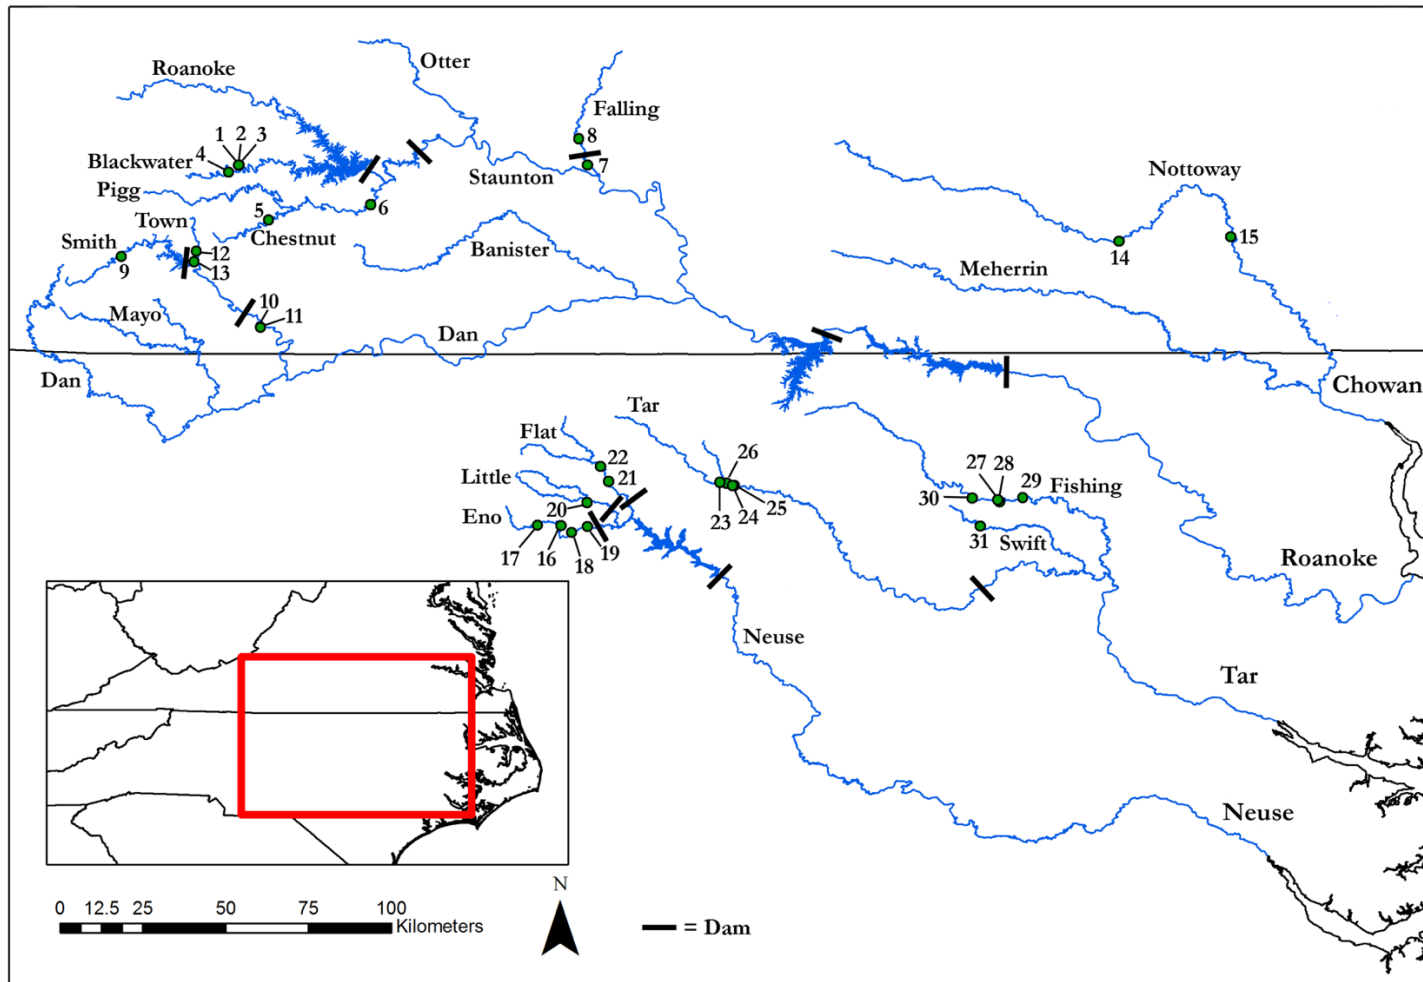 Otter
Roanoke
Falling
8
1 2 3
7
Blackwater 4
Staunton
Nottoway
Pigg
6
5
Town
Chestnut
Banister
15
Smith
12
14
9
13
Meherrin
10
Mayo
11
Dan
Dan
Chowan
Tar
Flat
26
22
Little
21
27 28 29
30
Fishing
20
25
Eno
23
24
17 16
19
31
18
Swift
Roanoke
Neuse
Tar
Neuse
N
0 12.5 25 50 75 100
Kilometers
= Dam